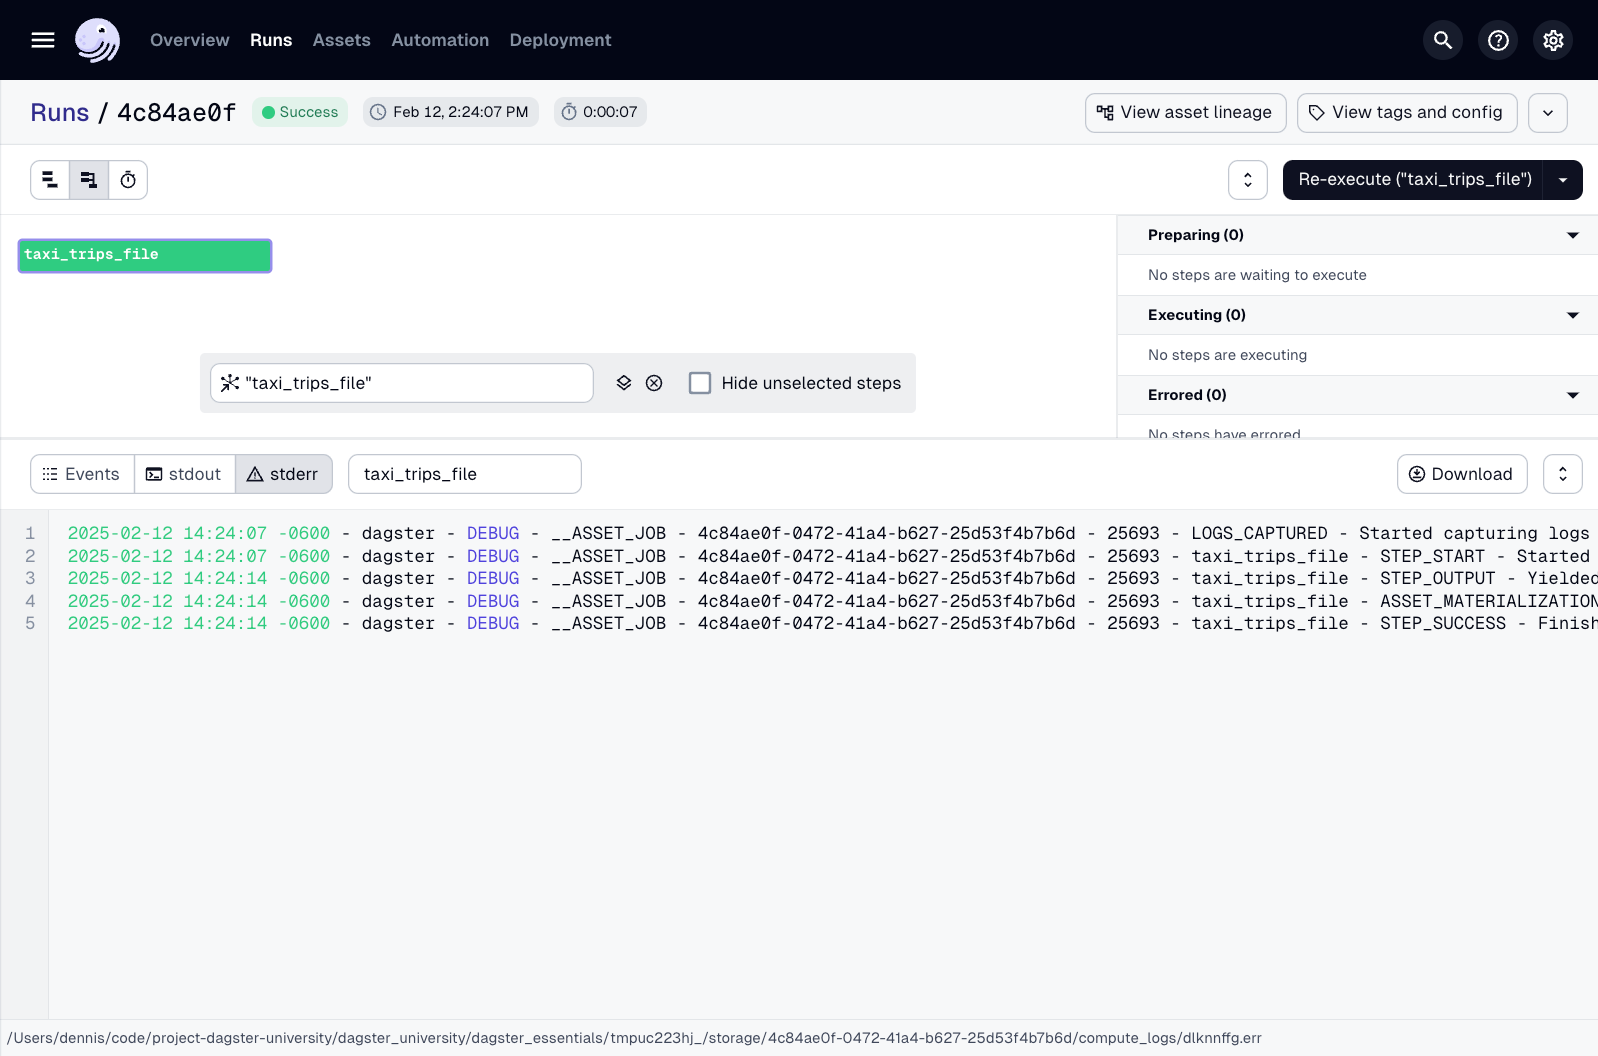 Overview Runs Assets Automation Deployment
Runs / 4c84ae0f Success Feb 12, 2:24:07 PM 0:00:07 View asset lineage View tags and config
Re-execute ("taxi_trips_file")
taxi_trips_file
Preparing (0)
No steps are waiting to execute
Executing (0)
No steps are executing
Errored (0)
No steps have errored
"taxi_trips_file" Hide unselected steps
Events stdout stderr taxi_trips_file Download
1 2025-02-12 14:24:07 -0600 - dagster - DEBUG - __ASSET_JOB - 4c84ae0f-0472-41a4-b627-25d53f4b7b6d - 25693 - LOGS_CAPTURED - Started capturing logs
2 2025-02-12 14:24:07 -0600 - dagster - DEBUG - __ASSET_JOB - 4c84ae0f-0472-41a4-b627-25d53f4b7b6d - 25693 - taxi_trips_file - STEP_START - Started
3 2025-02-12 14:24:14 -0600 - dagster - DEBUG - __ASSET_JOB - 4c84ae0f-0472-41a4-b627-25d53f4b7b6d - 25693 - taxi_trips_file - STEP_OUTPUT - Yielded
4 2025-02-12 14:24:14 -0600 - dagster - DEBUG - __ASSET_JOB - 4c84ae0f-0472-41a4-b627-25d53f4b7b6d - 25693 - taxi_trips_file - ASSET_MATERIALIZATION
5 2025-02-12 14:24:14 -0600 - dagster - DEBUG - __ASSET_JOB - 4c84ae0f-0472-41a4-b627-25d53f4b7b6d - 25693 - taxi_trips_file - STEP_SUCCESS - Finish
/Users/dennis/code/project-dagster-university/dagster_university/dagster_essentials/tmpuc223hj_/storage/4c84ae0f-0472-41a4-b627-25d53f4b7b6d/compute_logs/dlknnffg.err